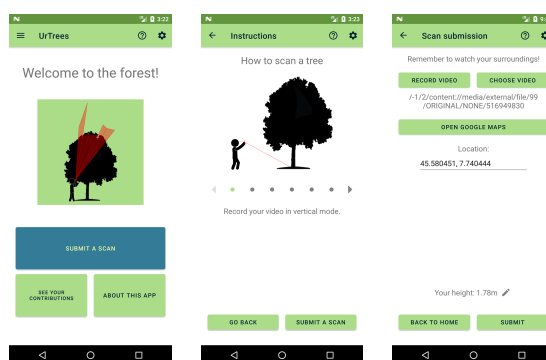 3:22
UrTrees
Welcome to the forest!
SUBMIT A SCAN
SEE YOUR
CONTRIBUTIONS
ABOUT THIS APP
3:23
Instructions
How to scan a tree
Record your video in vertical mode.
GO BACK
SUBMIT A SCAN
Scan submission
Remember to watch your surroundings!
RECORD VIDEO
CHOOSE VIDEO
/-1/2/content://media/external/file/99
/ORIGINAL/NONE/516949830
OPEN GOOGLE MAPS
Location:
45.580451, 7.740444
Your height: 1.78m
BACK TO HOME
SUBMIT